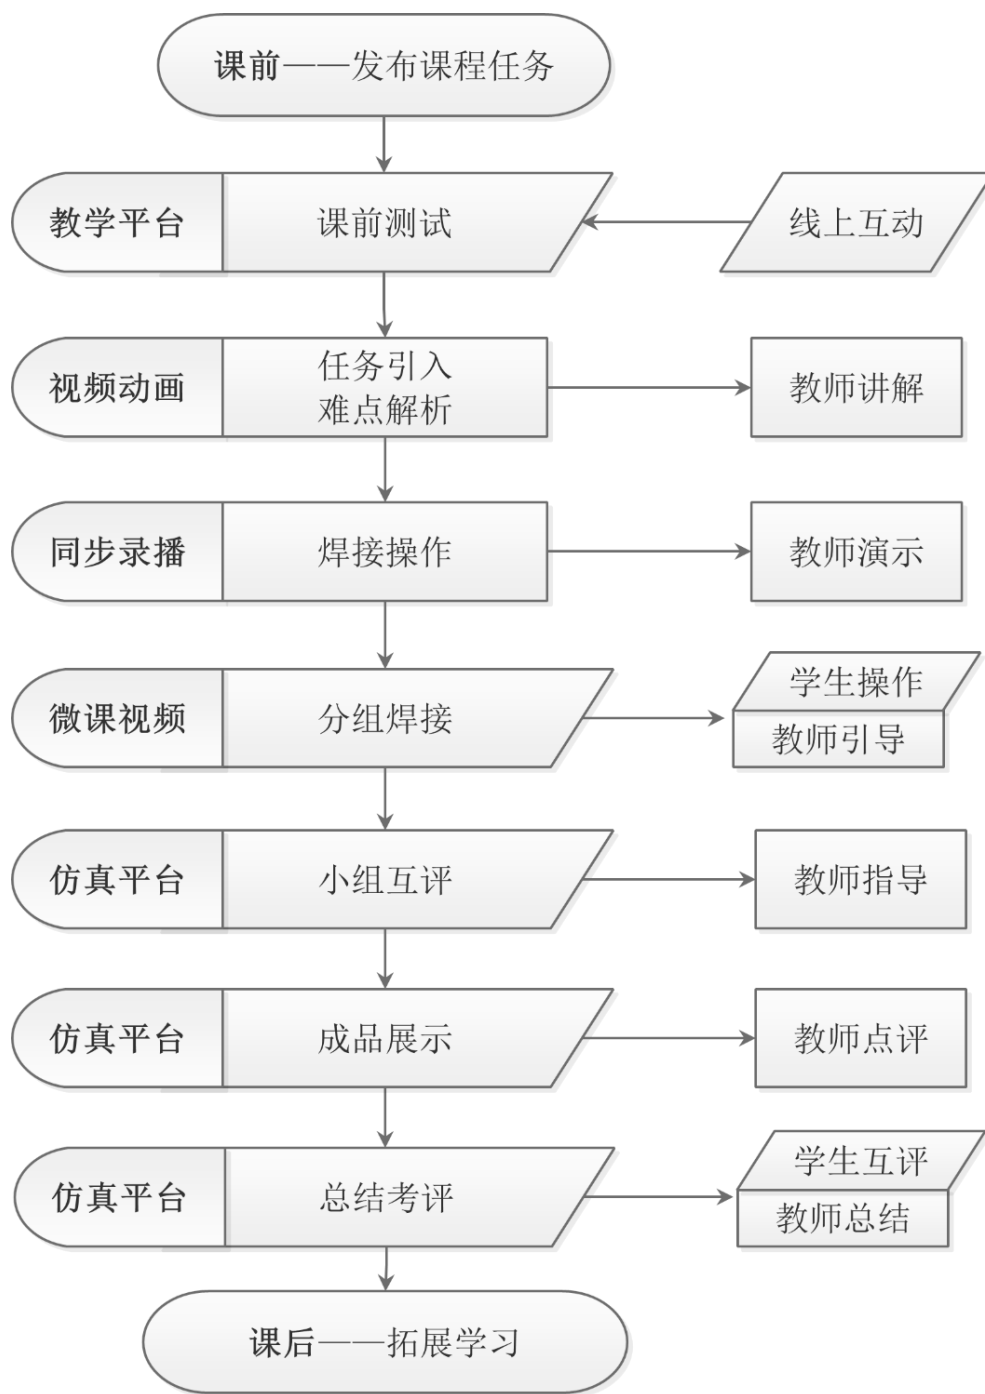 课前——发布课程任务
教学平台
课前测试
线上互动
视频动画
任务引入
难点解析
教师讲解
同步录播
焊接操作
教师演示
微课视频
分组焊接
学生操作
教师引导
仿真平台
小组互评
教师指导
仿真平台
成品展示
教师点评
仿真平台
总结考评
学生互评
教师总结
课后——拓展学习